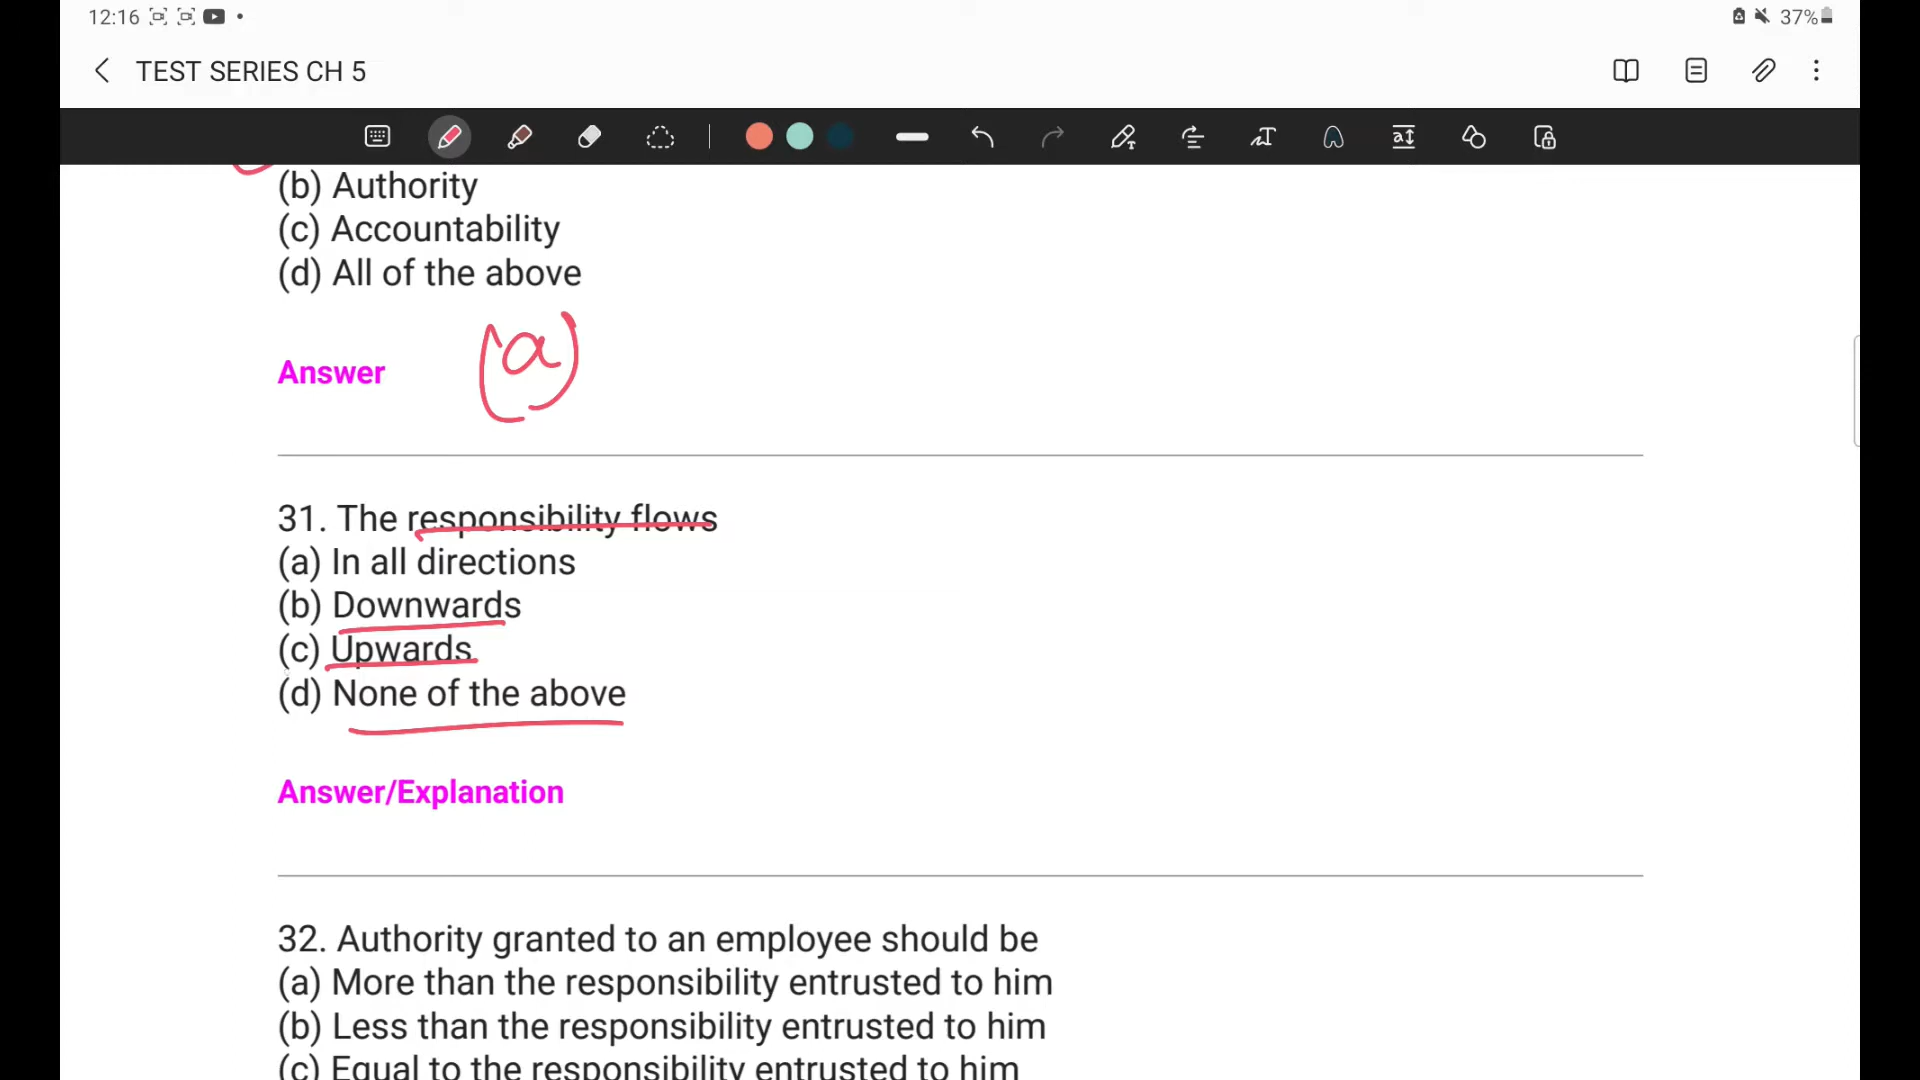 12:16
37%
TEST SERIES CH 5
(b) Authority
(c) Accountability
(d) All of the above
Answer (a)
31. The responsibility flows
(a) In all directions
(b) Downwards
(c) Upwards
(d) None of the above
Answer/Explanation
32. Authority granted to an employee should be
(a) More than the responsibility entrusted to him
(b) Less than the responsibility entrusted to him
(c) Equal to the responsibility entrusted to him